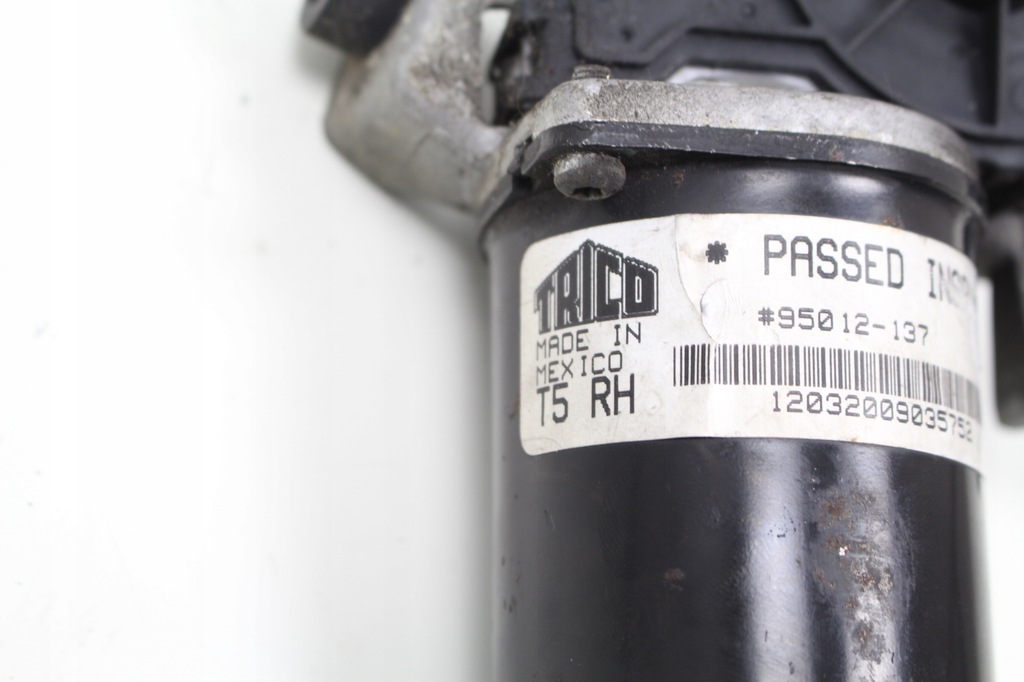 TRICO
MADE IN
MEXICO
T5 RH
* PASSED
#95012-137
12032009035752